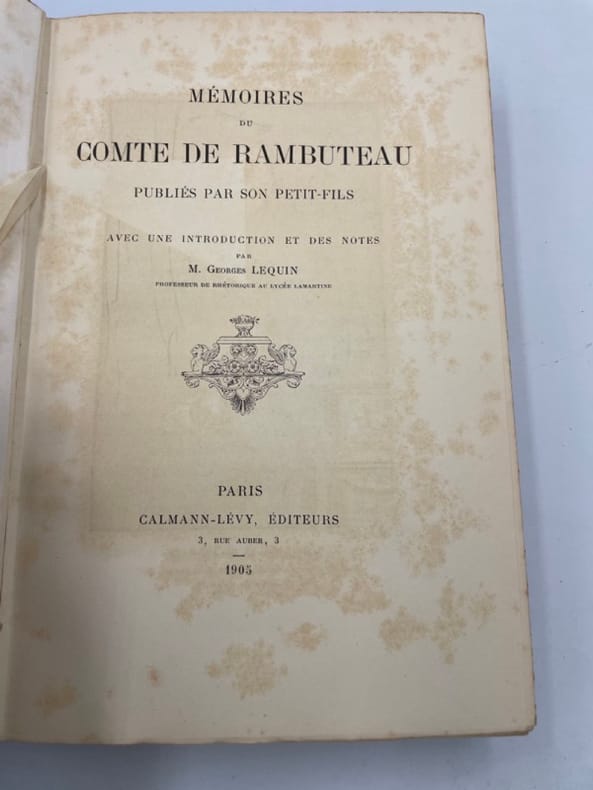 MÉMOIRES
DU
COMTE DE RAMBUTEAU
PUBLIÉS PAR SON PETIT-FILS
AVEC UNE INTRODUCTION ET DES NOTES
PAR
M. Georges LEQUIN
PROFESSEUR DE RHÉTORIQUE AU LYCÉE LAMARTINE
PARIS
CALMANN-LÉVY, ÉDITEURS
3, RUE AUBER, 3
1905